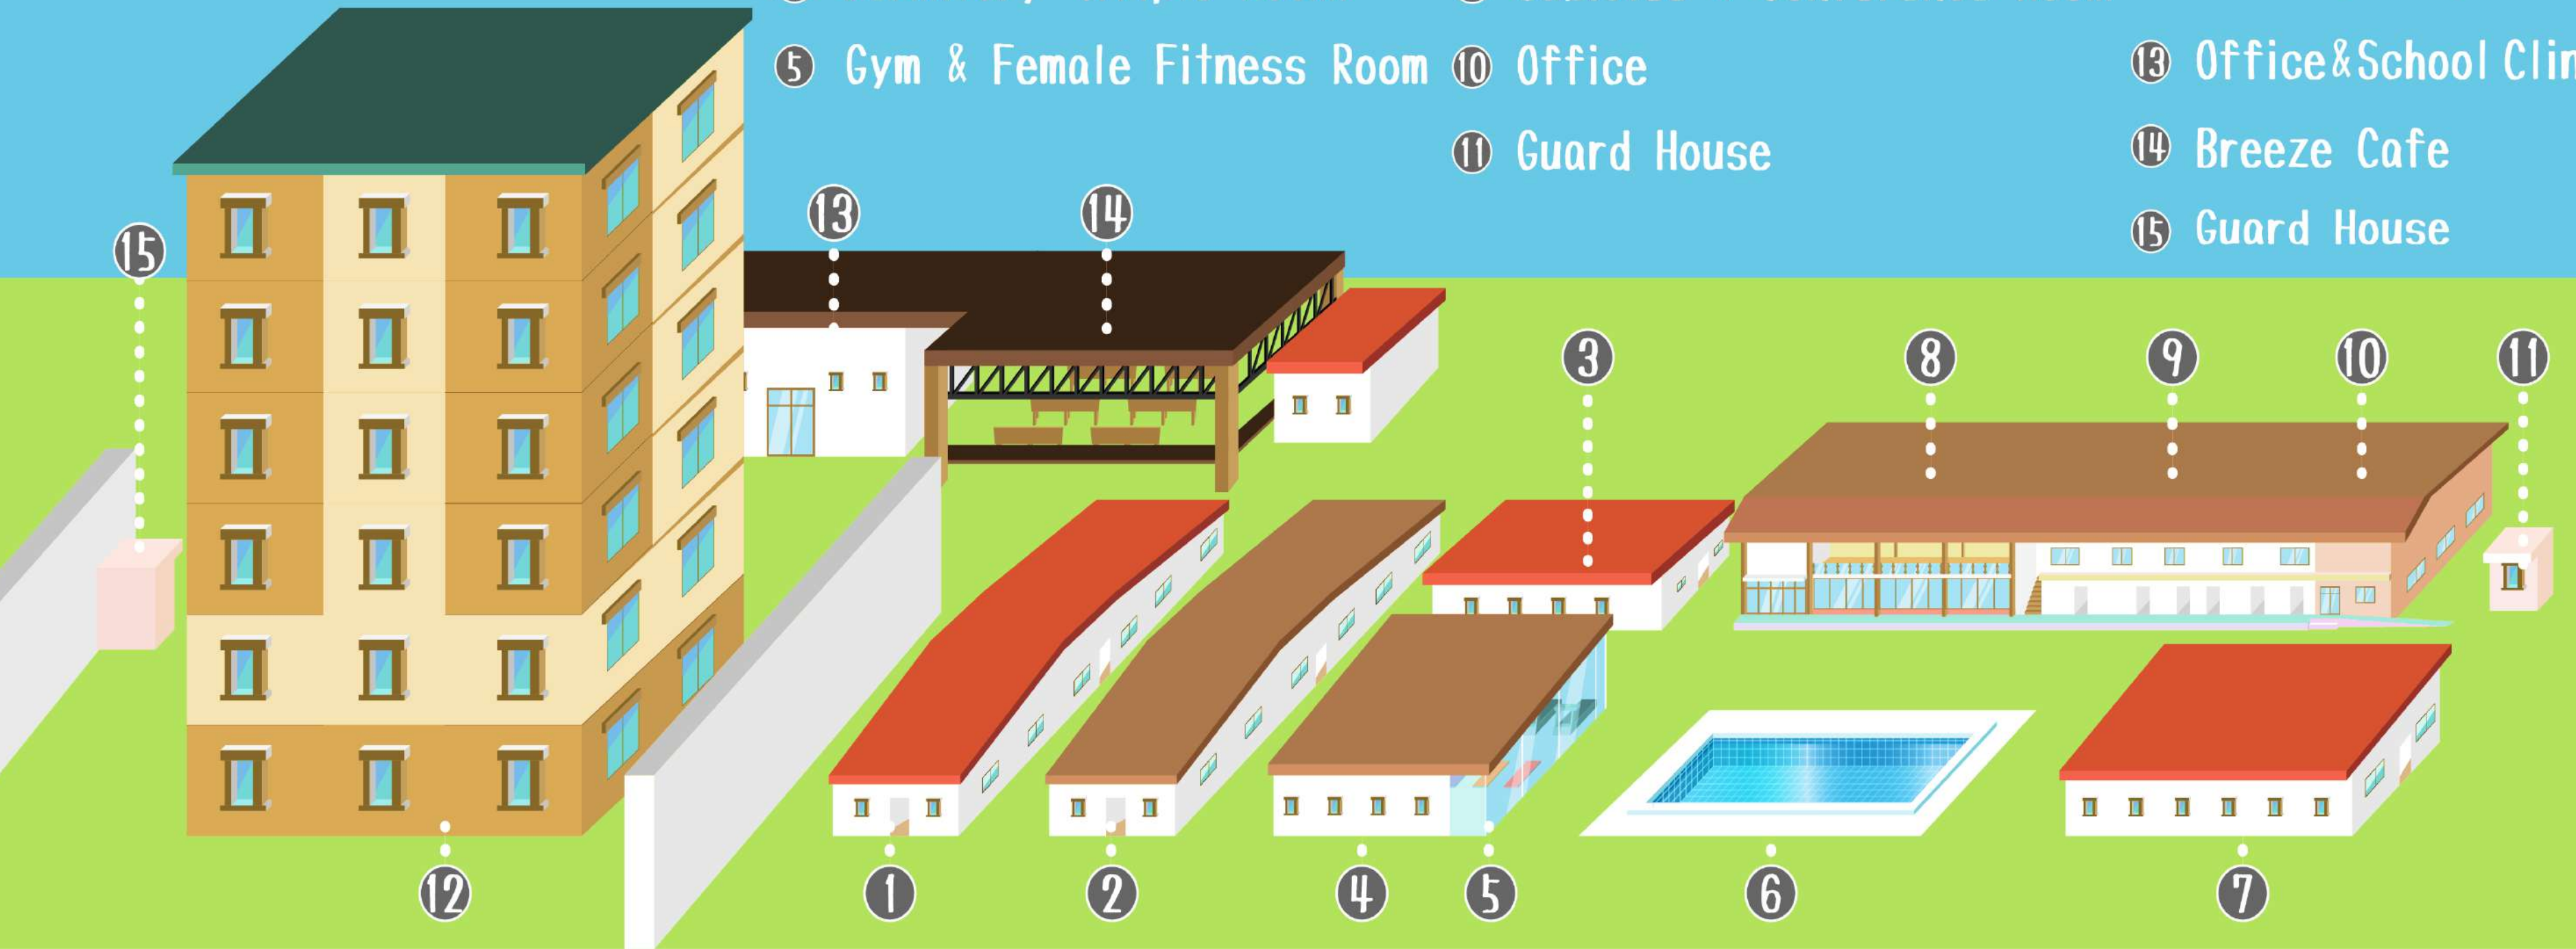 5 Gym & Female Fitness Room
10 Office
11 Guard House
13 Office&School
14 Breeze Cafe
15 Guard House
15
13
14
3
8
9
10
11
12
1
2
4
5
6
7